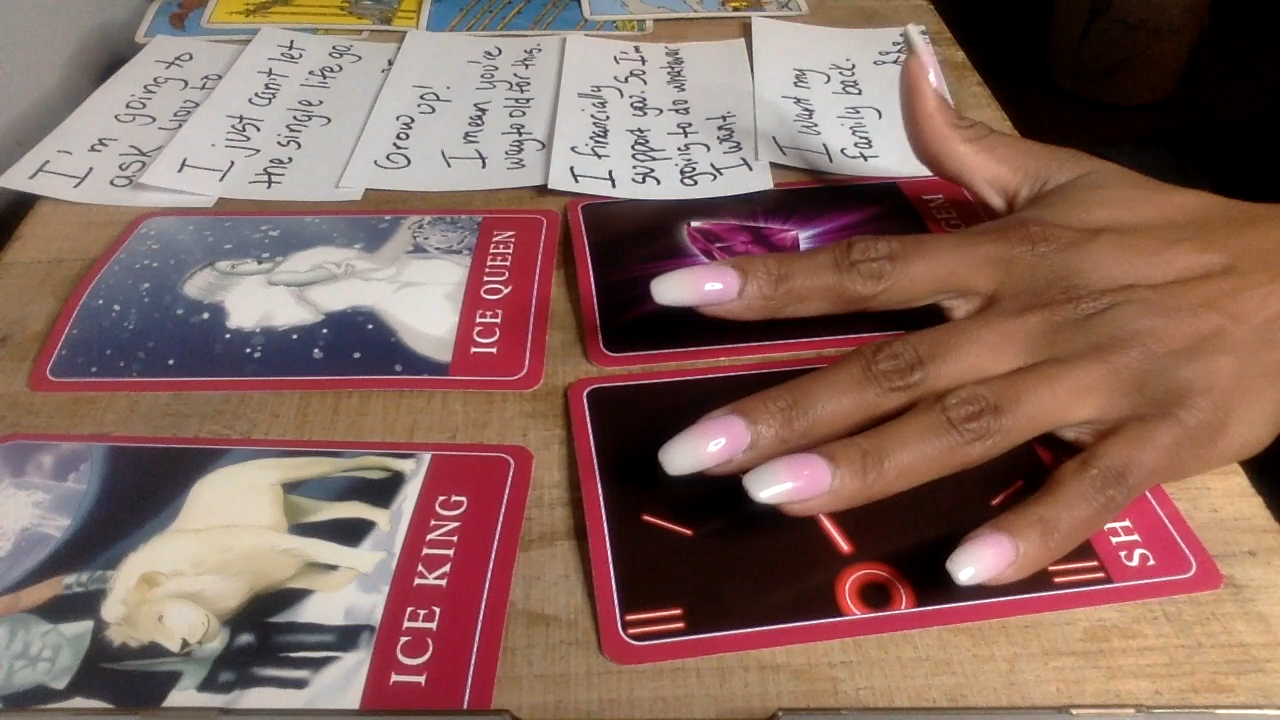 I'm going to
ask you to
I just can't let
the single life go.
Grow up!
I mean you're
way to old for this.
I financially
support you. So I'm
going to do whatever
I want.
I want my
family back.
ICE QUEEN
GEN
ICE KING
SH